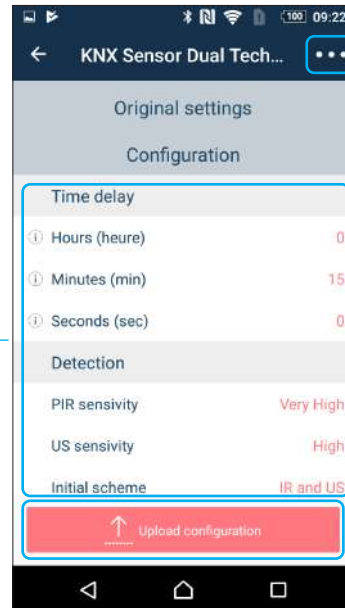 100 09:22
KNX Sensor Dual Tech...
Original settings
Configuration
Time delay
Hours (heure) 0
Minutes (min) 15
Seconds (sec) 0
Detection
PIR sensivity Very High
US sensivity High
Initial scheme IR and US
Upload configuration